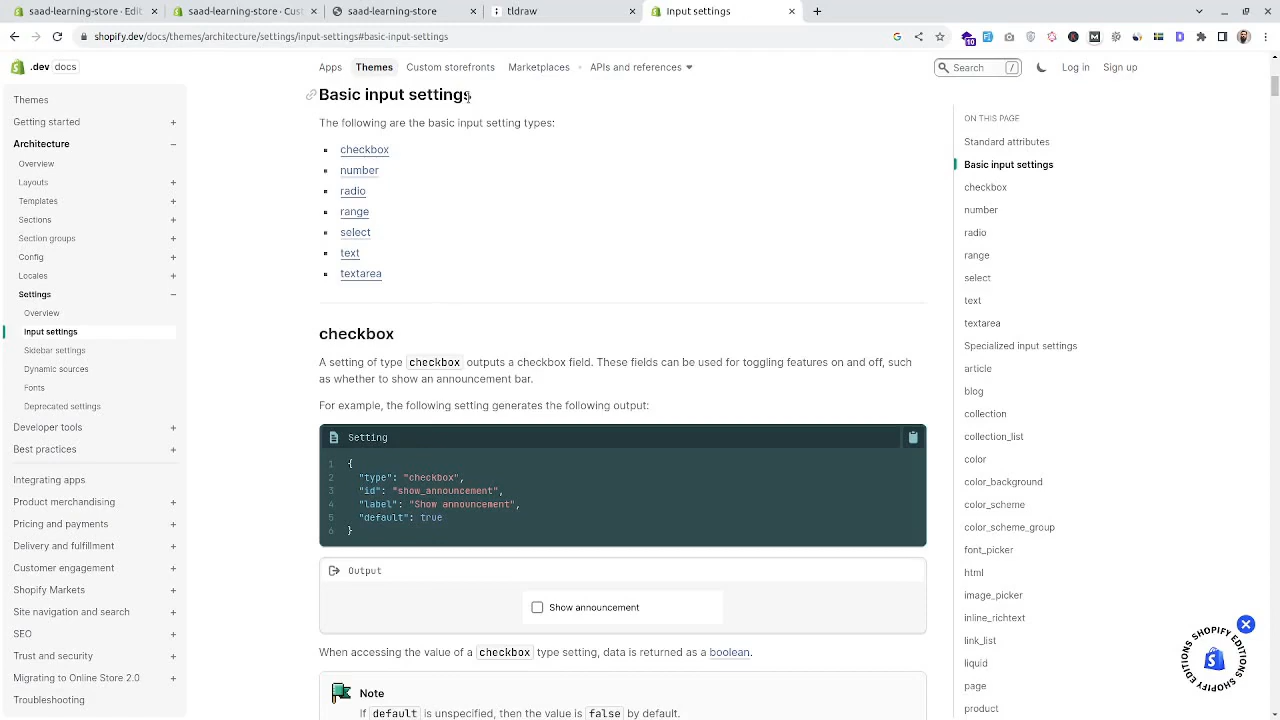 saad-learning-store · Edit
saad-learning-store · Cust
saad-learning-store
tldraw
Input settings
shopify.dev/docs/themes/architecture/settings/input-settings#basic-input-settings
10
.dev docs
Apps
Themes
Custom storefronts
Marketplaces
APIs and references
Search /
Log in
Sign up
Themes
Getting started
Architecture
Overview
Layouts
Templates
Sections
Section groups
Config
Locales
Settings
Overview
Input settings
Sidebar settings
Dynamic sources
Fonts
Deprecated settings
Developer tools
Best practices
Integrating apps
Product merchandising
Pricing and payments
Delivery and fulfillment
Customer engagement
Shopify Markets
Site navigation and search
SEO
Trust and security
Migrating to Online Store 2.0
Troubleshooting
Basic input settings
The following are the basic input setting types:
checkbox
number
radio
range
select
text
textarea
checkbox
A setting of type checkbox outputs a checkbox field. These fields can be used for toggling features on and off, such
as whether to show an announcement bar.
For example, the following setting generates the following output:
Setting
1 {
2 "type": "checkbox",
3 "id": "show_announcement",
4 "label": "Show announcement",
5 "default": true
6 }
Output
Show announcement
When accessing the value of a checkbox type setting, data is returned as a boolean.
Note
If default is unspecified, then the value is false by default.
ON THIS PAGE
Standard attributes
Basic input settings
checkbox
number
radio
range
select
text
textarea
Specialized input settings
article
blog
collection
collection_list
color
color_background
color_scheme
color_scheme_group
font_picker
html
image_picker
inline_richtext
link_list
liquid
page
product
SHOPIFY EDITIONS SHOPIFY EDITIONS